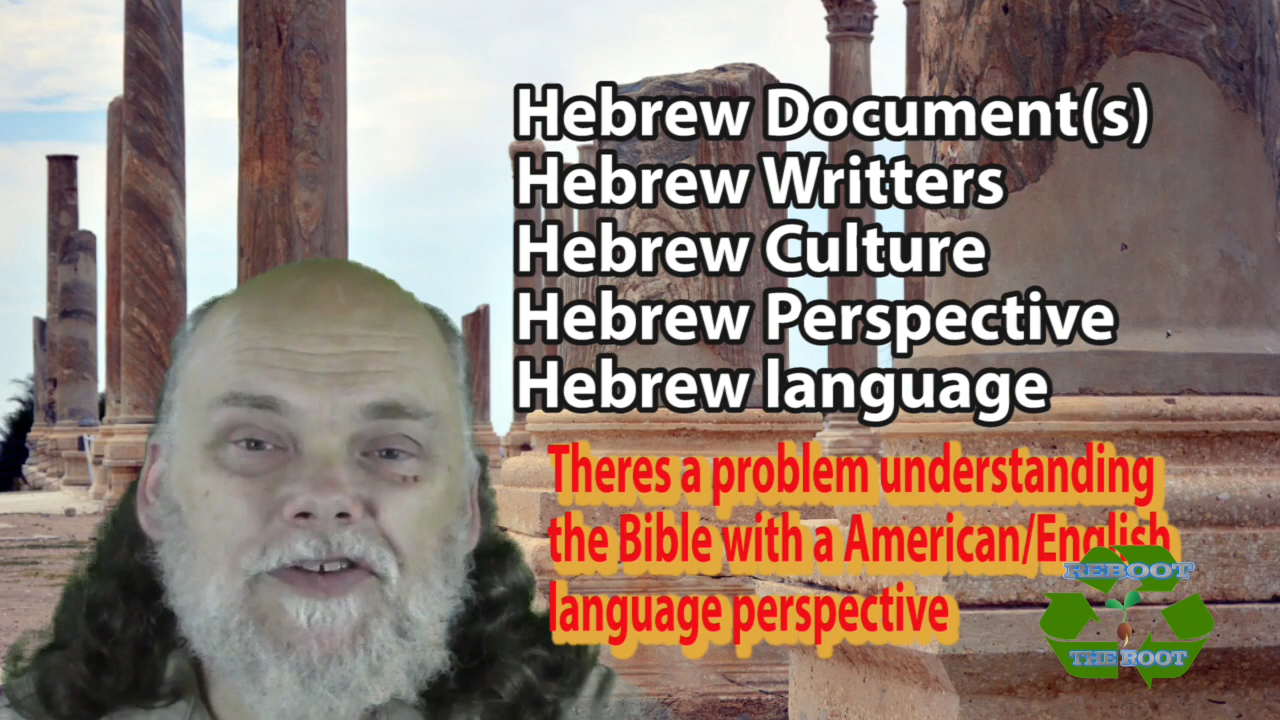 Hebrew Document(s)
Hebrew Writters
Hebrew Culture
Hebrew Perspective
Hebrew language
Theres a problem understanding
the Bible with a American/English
language perspective
REBOOT
THE ROOT